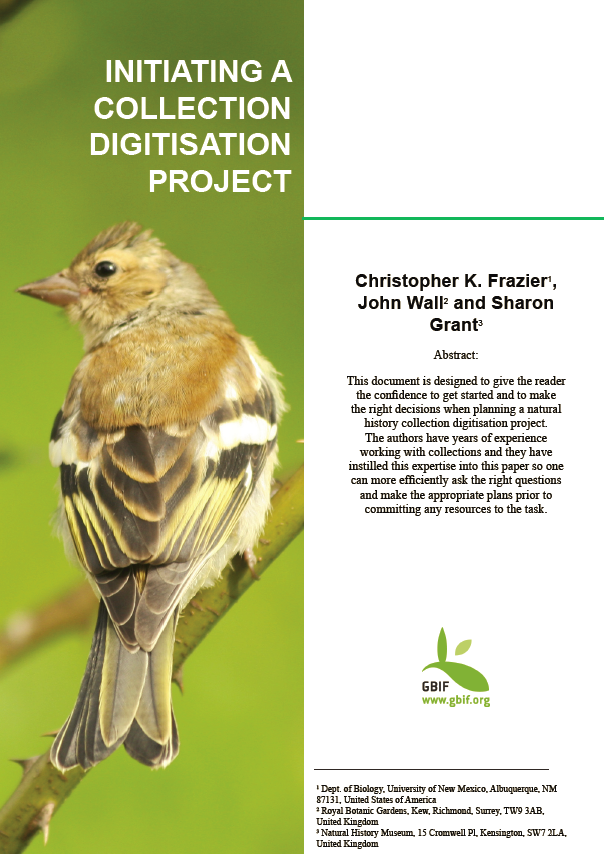 INITIATING A
COLLECTION
DIGITISATION
PROJECT
Christopher K. Frazier¹,
John Wall² and Sharon
Grant³
Abstract:
This document is designed to give the reader
the confidence to get started and to make
the right decisions when planning a natural
history collection digitisation project.
The authors have years of experience
working with collections and they have
instilled this expertise into this paper so one
can more efficiently ask the right questions
and make the appropriate plans prior to
committing any resources to the task.
GBIF
www.gbif.org
¹ Dept. of Biology, University of New Mexico, Albuquerque, NM
87131, United States of America
² Royal Botanic Gardens, Kew, Richmond, Surrey, TW9 3AB,
United Kingdom
³ Natural History Museum, 15 Cromwell Pl, Kensington, SW7 2LA,
United Kingdom